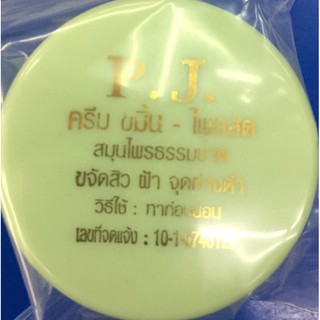 P.J.
ครีม ขมิ้น - ไพลสด
สมุนไพรธรรมชาติ
ขจัดสิว ฝ้า จุดด่างดำ
วิธีใช้ : ทาก่อนนอน
เลขที่จดแจ้ง :